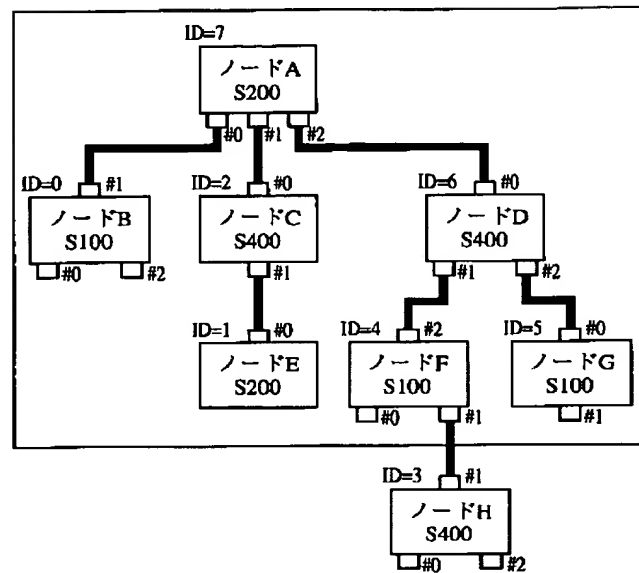 ID=7
ノードA
S200
#0
#1
#2
ID=0
#1
ノードB
S100
#0
#2
ID=2
#0
ノードC
S400
#1
ID=6
#0
ノードD
S400
#1
#2
ID=1
#0
ノードE
S200
ID=4
#2
ノードF
S100
#0
#1
ID=5
#0
ノードG
S100
#1
ID=3
#1
ノードH
S400
#0
#2